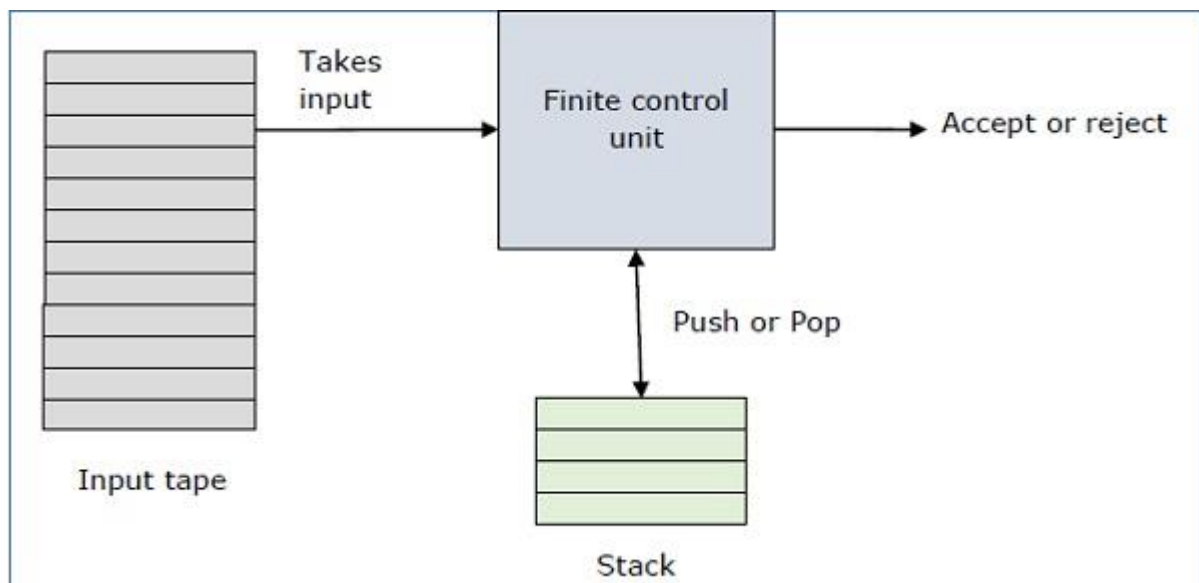 Takes
input
Finite control
unit
Accept or reject
Push or Pop
Input tape
Stack